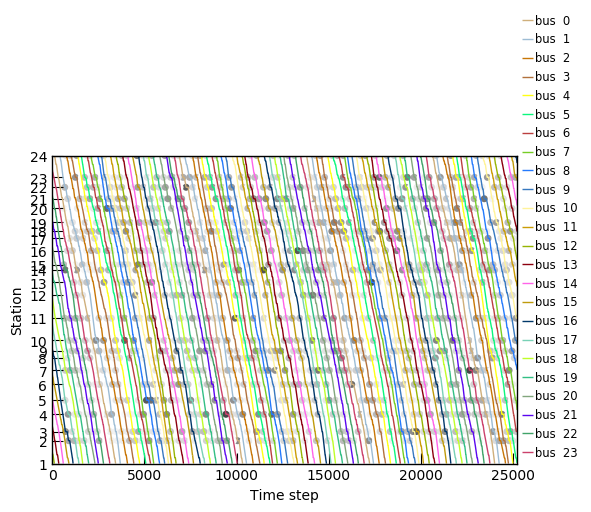 bus 0
bus 1
bus 2
bus 3
bus 4
bus 5
bus 6
bus 7
bus 8
bus 9
bus 10
bus 11
bus 12
bus 13
bus 14
bus 15
bus 16
bus 17
bus 18
bus 19
bus 20
bus 21
bus 22
bus 23
24
23
22
21
20
19
18
17
16
15
14
13
12
11
10
9
8
7
6
5
4
3
2
1
Station
0 5000 10000 15000 20000 25000
Time step